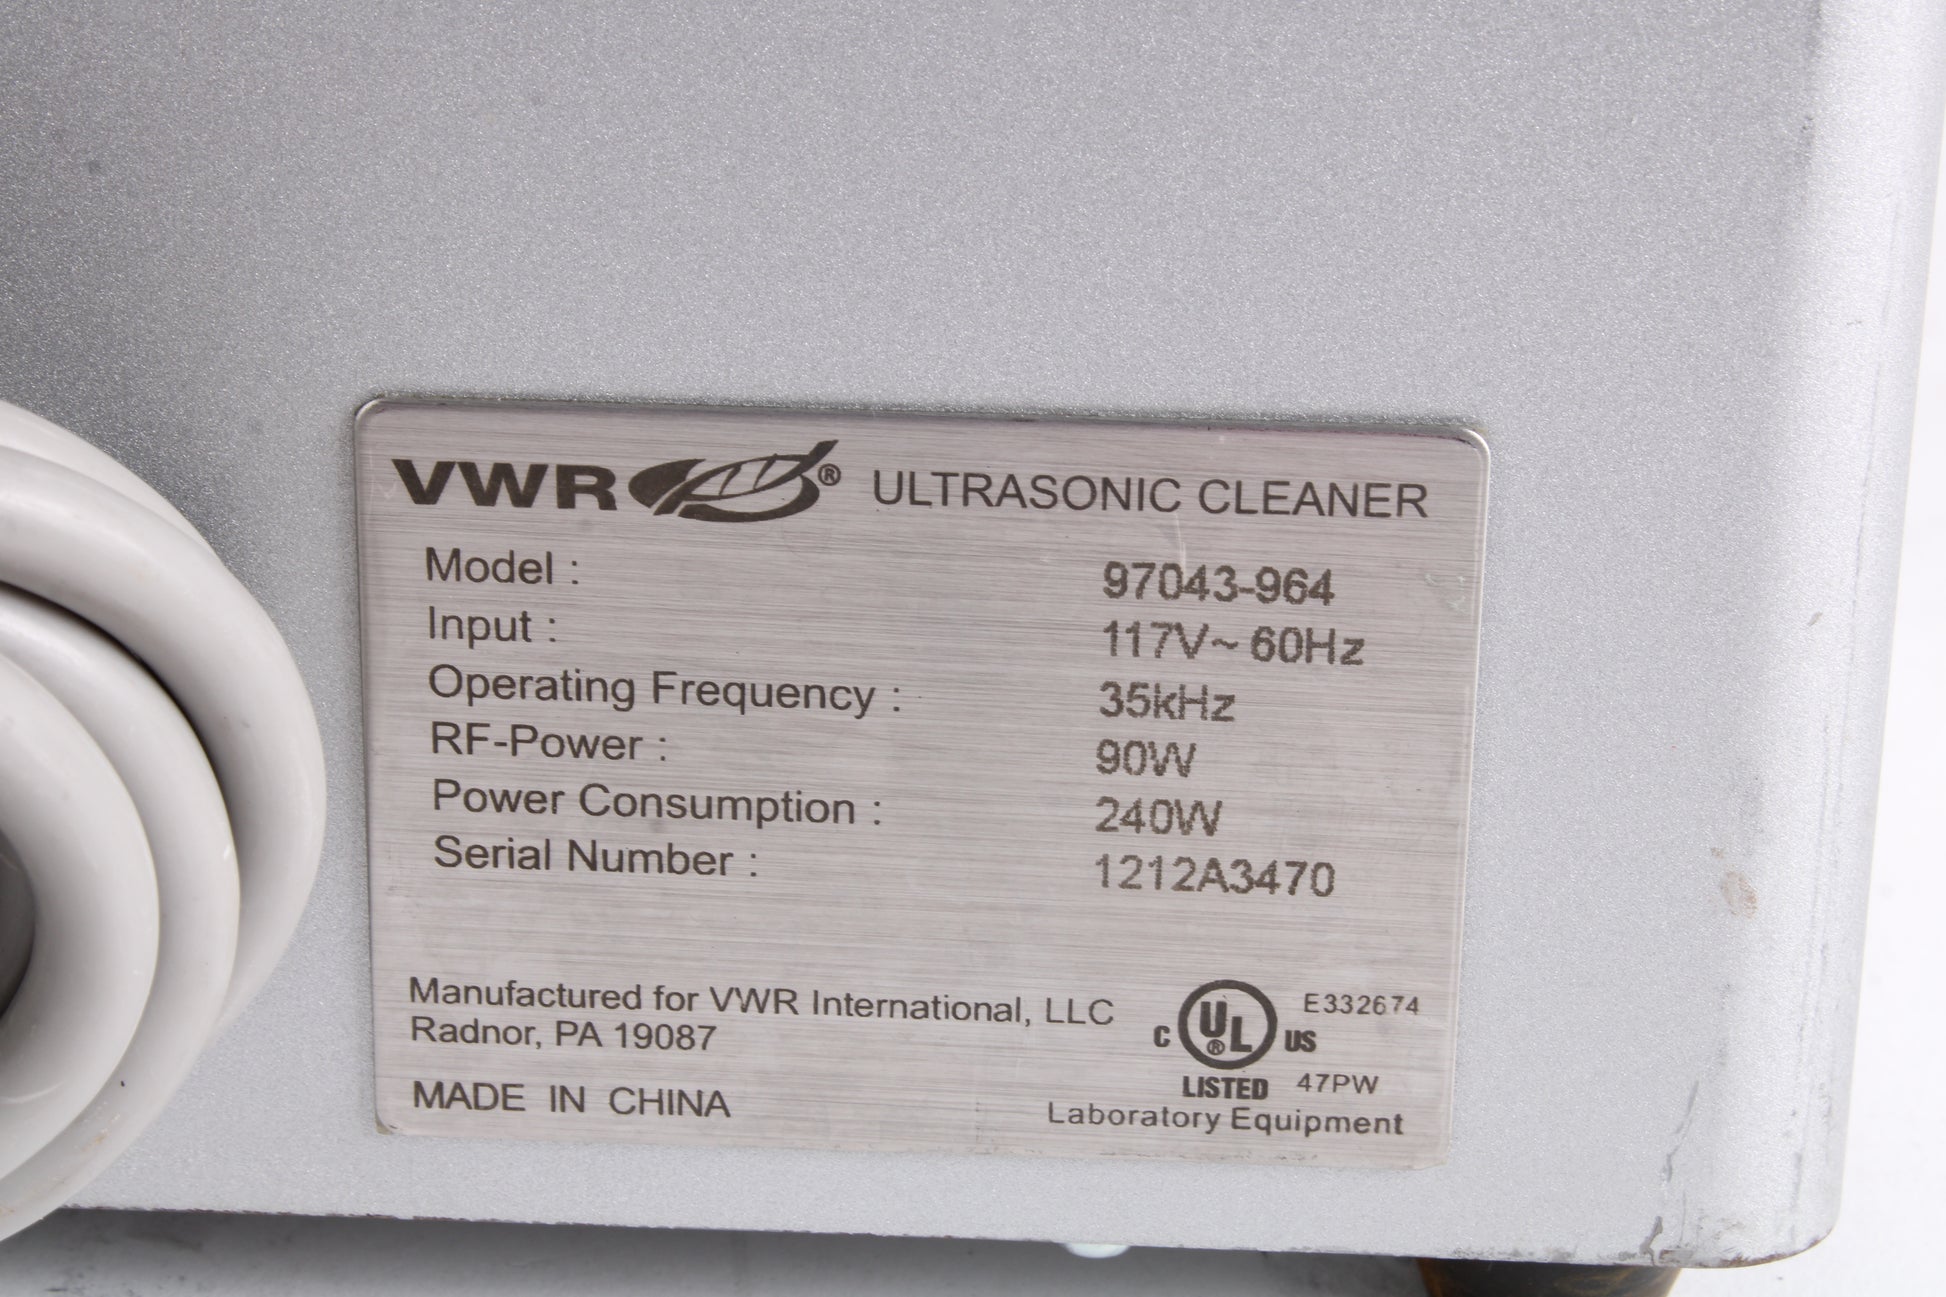 VWR® ULTRASONIC CLEANER
Model : 97043-964
Input : 117V~ 60Hz
Operating Frequency : 35kHz
RF-Power : 90W
Power Consumption : 240W
Serial Number : 1212A3470
Manufactured for VWR International, LLC
Radnor, PA 19087
MADE IN CHINA
E332674
C UL® US
LISTED 47PW
Laboratory Equipment